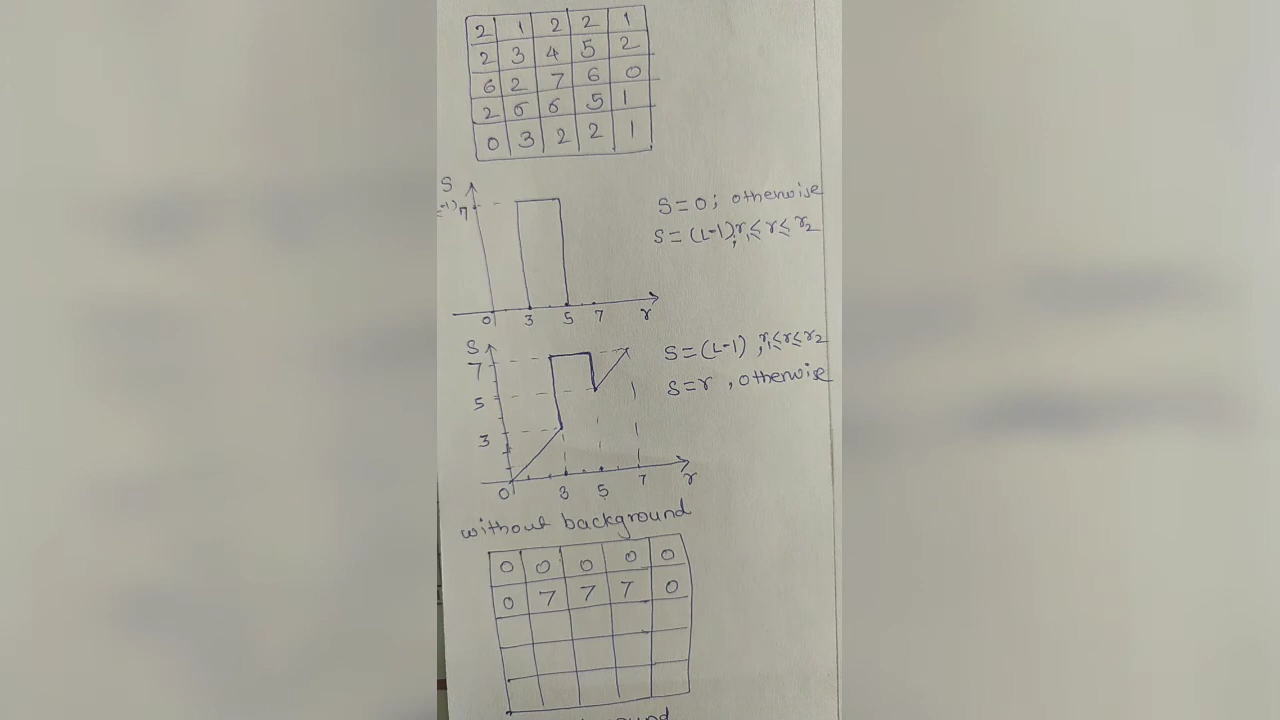 2 1 2 2 1
2 3 4 5 2
6 2 7 6 0
2 6 6 5 1
0 3 2 2 1
S
-1) 7
0 3 5 7 r
S=0; otherwise
S=(L-1); r1≤r≤r2
S
7
5
3
0 3 5 7 r
S=(L-1), r1≤r≤r2
S=r, otherwise
without background
0 0 0 0 0
0 7 7 7 0